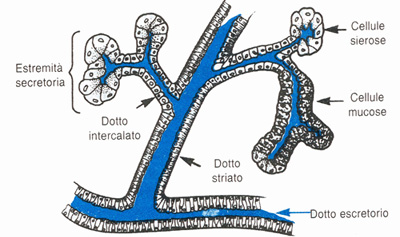 Cellule
sierose
Estremità
secretoria
Cellule
mucose
Dotto
intercalato
Dotto
striato
Dotto escretorio